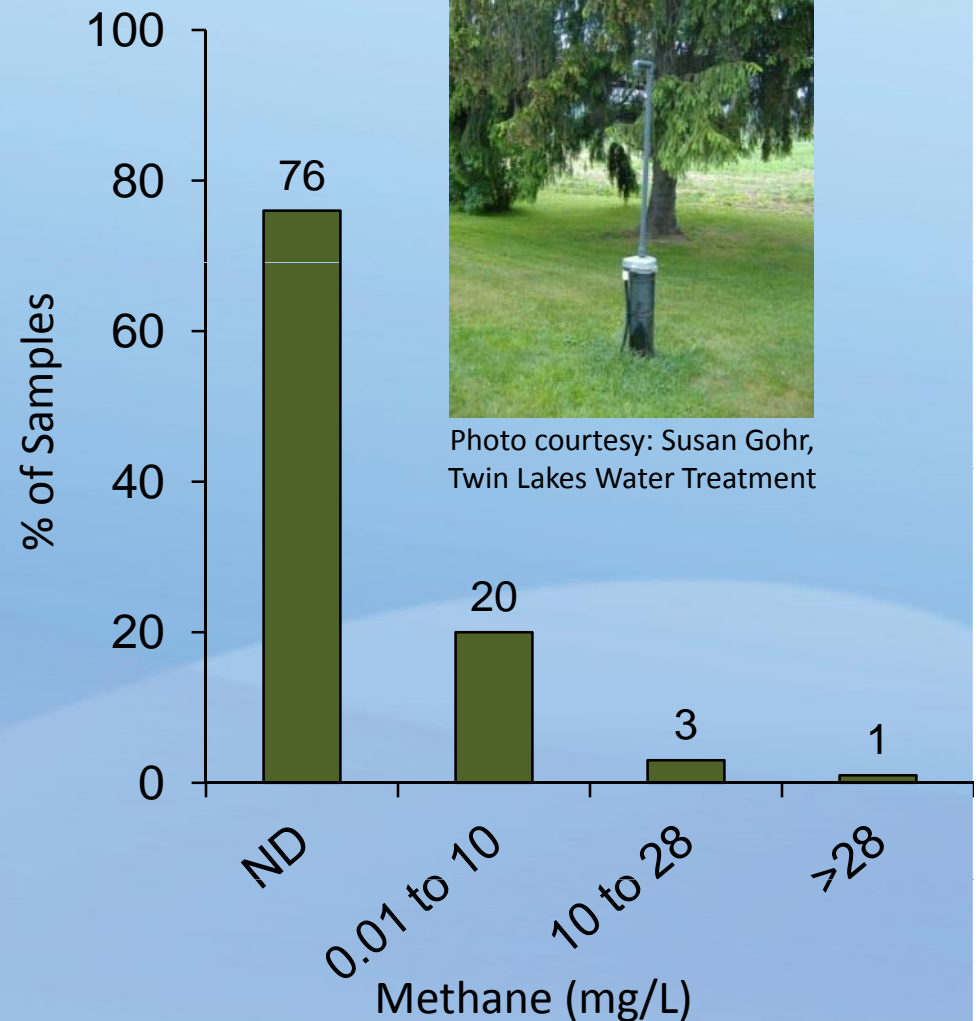 100
80
60
40
20
0
% of Samples
76
20
3
1
Photo courtesy: Susan Gohr,
Twin Lakes Water Treatment
ND
0.01 to 10
10 to 28
>28
Methane (mg/L)